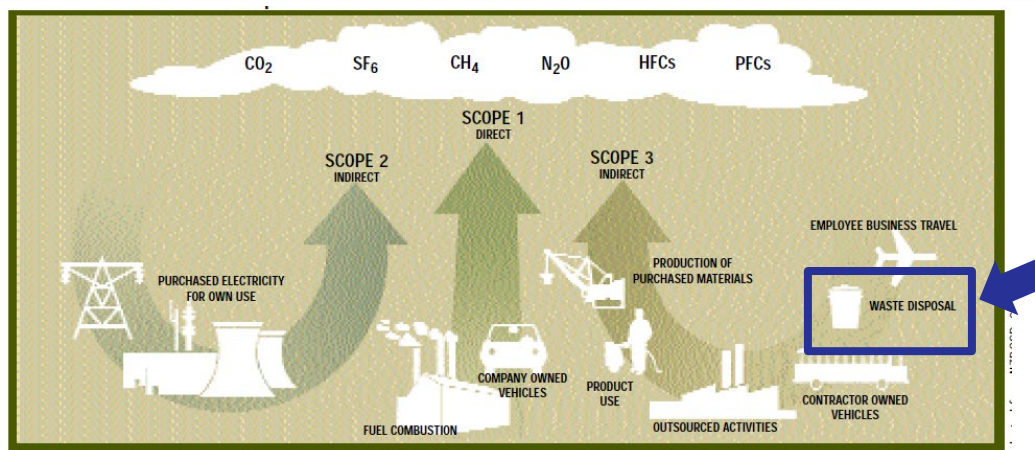 CO2 SF6 CH4 N2O HFCs PFCs
SCOPE 1
DIRECT
SCOPE 2
INDIRECT
SCOPE 3
INDIRECT
EMPLOYEE BUSINESS TRAVEL
PURCHASED ELECTRICITY
FOR OWN USE
PRODUCTION OF
PURCHASED MATERIALS
WASTE DISPOSAL
COMPANY OWNED
VEHICLES
PRODUCT
USE
CONTRACTOR OWNED
VEHICLES
FUEL COMBUSTION
OUTSOURCED ACTIVITIES